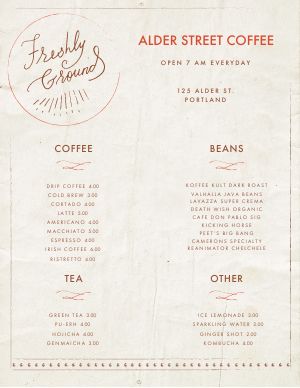 Freshly
Ground
ALDER STREET COFFEE
OPEN 7 AM EVERYDAY
125 ALDER ST.
PORTLAND
COFFEE
DRIP COFFEE 4.00
COLD BREW 3.00
CORTADO 4.00
LATTE 5.00
AMERICANO 4.00
MACCHIATO 5.00
ESPRESSO 4.00
IRISH COFFEE 6.00
RISTRETTO 4.00
BEANS
KOFFEE KULT DARK ROAST
VALHALLA JAVA BEANS
LAVAZZA SUPER CREMA
DEATH WISH ORGANIC
CAFE DON PABLO SIG
KICKING HORSE
PEET'S BIG BANG
CAMERONS SPECIALTY
REANIMATOR CHELCHELE
TEA
GREEN TEA 3.00
PU-ERH 4.00
HOJICHA 4.00
GENMAICHA 3.00
OTHER
ICE LEMONADE 3.00
SPARKLING WATER 3.00
GINGER SHOT 2.00
KOMBUCHA 4.00